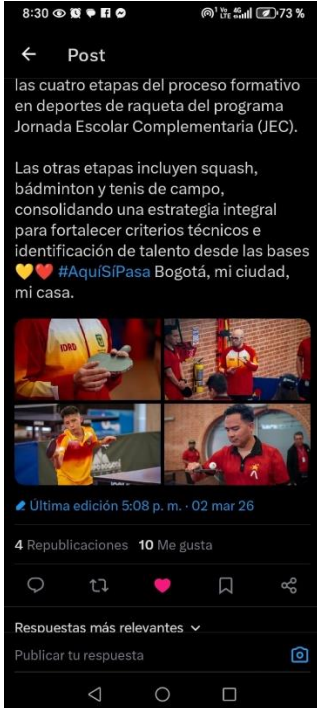 8:30
Vo LTE 4G 73 %
Post
las cuatro etapas del proceso formativo
en deportes de raqueta del programa
Jornada Escolar Complementaria (JEC).
Las otras etapas incluyen squash,
bádminton y tenis de campo,
consolidando una estrategia integral
para fortalecer criterios técnicos e
identificación de talento desde las bases
💛❤️ #AquíSíPasa Bogotá, mi ciudad,
mi casa.
Última edición 5:08 p. m. · 02 mar 26
4 Republicaciones 10 Me gusta
Respuestas más relevantes
Publicar tu respuesta